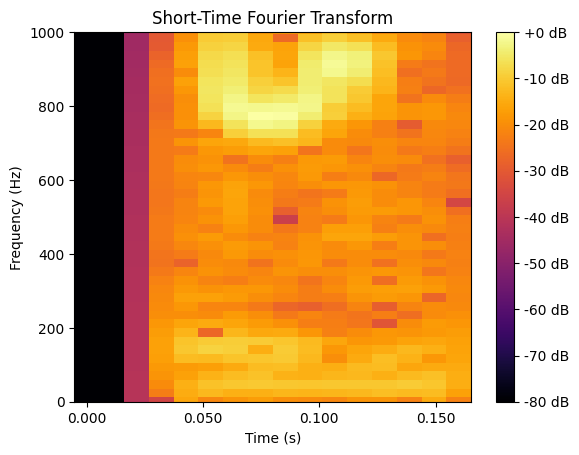 Short-Time Fourier Transform
Frequency (Hz)
1000
800
600
400
200
0
0.000
0.050
0.100
0.150
Time (s)
+0 dB
-10 dB
-20 dB
-30 dB
-40 dB
-50 dB
-60 dB
-70 dB
-80 dB